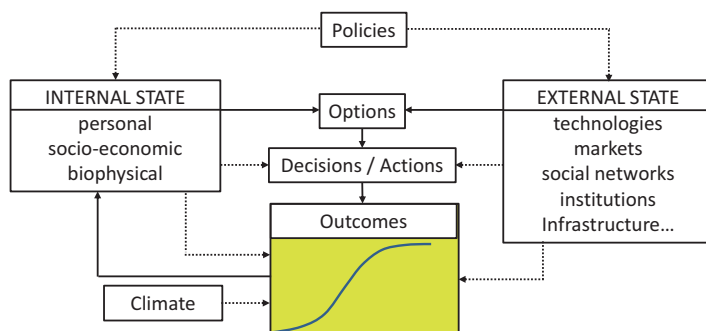 Policies
INTERNAL STATE
personal
socio-economic
biophysical
Options
EXTERNAL STATE
technologies
markets
social networks
institutions
Infrastructure…
Decisions / Actions
Outcomes
Climate